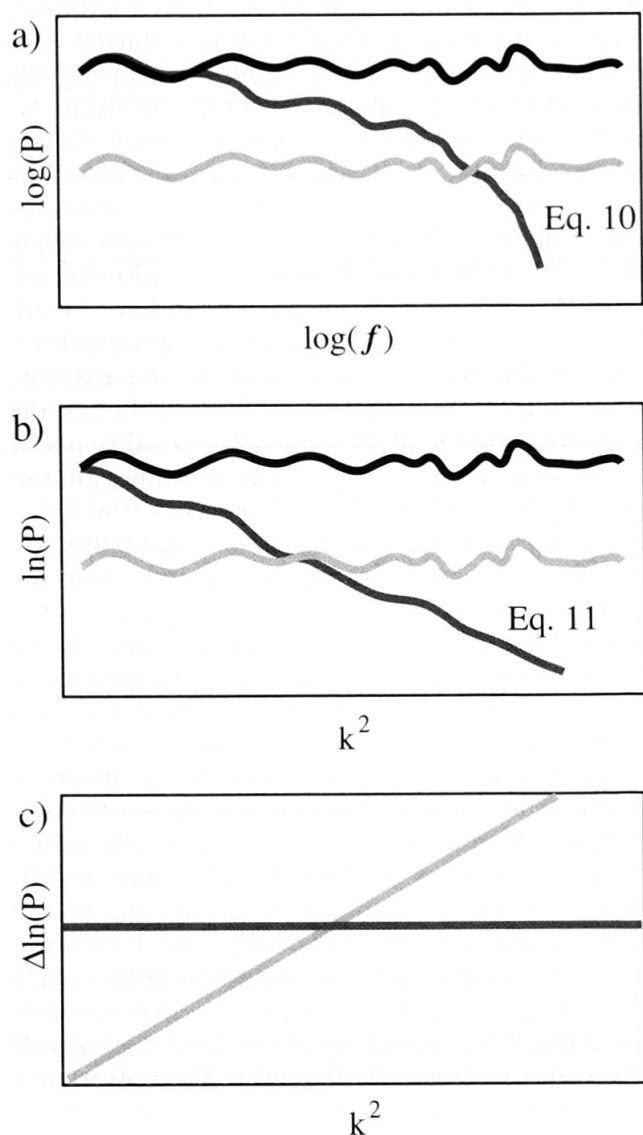 a)
log(P)
Eq. 10
log(f)
b)
ln(P)
Eq. 11
k²
c)
Δln(P)
k²